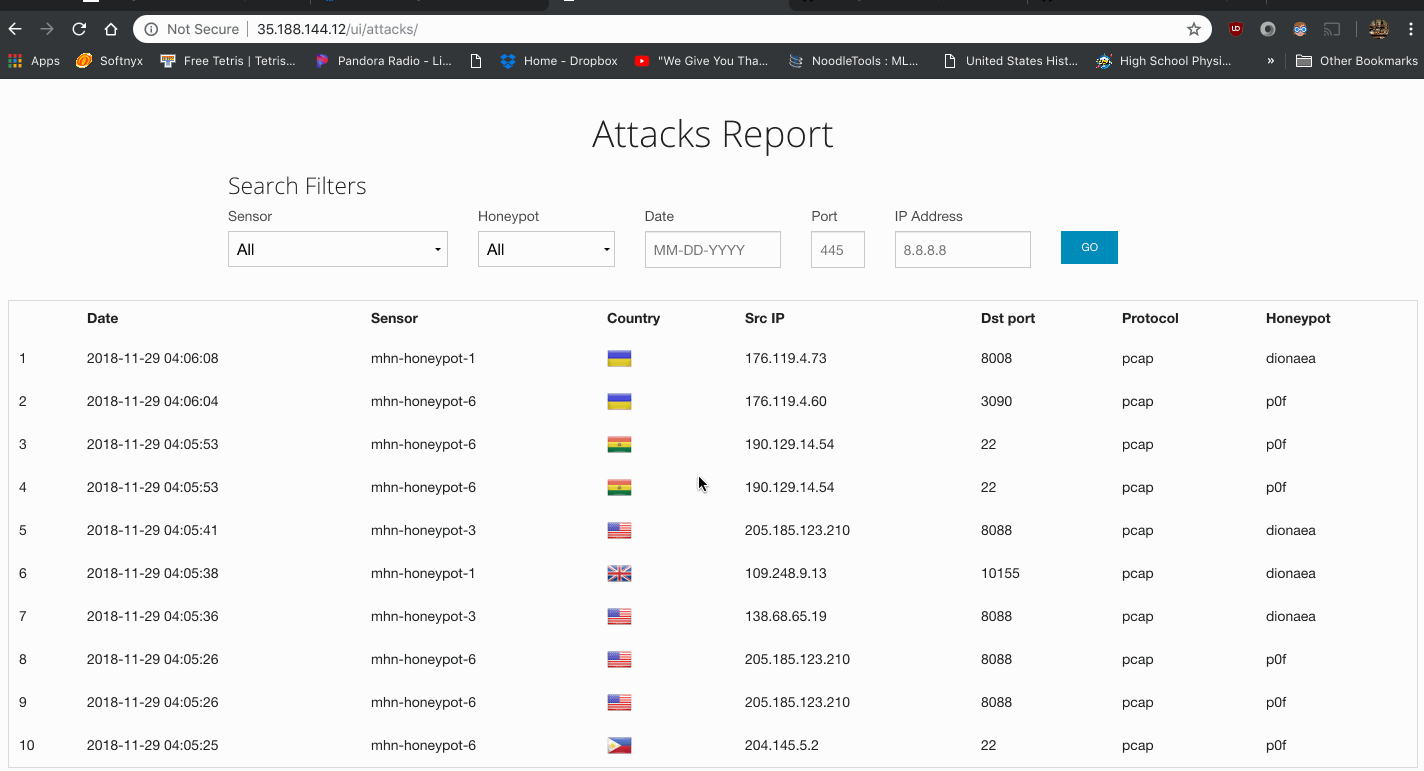 Not Secure 35.188.144.12/ui/attacks/
Apps Softnyx Free Tetris | Tetris... Pandora Radio - Li... Home - Dropbox "We Give You Tha... NoodleTools : ML... United States Hist... High School Physi... » Other Bookmarks
Attacks Report
Search Filters
Sensor Honeypot Date Port IP Address
All All MM-DD-YYYY 445 8.8.8.8 GO
Date Sensor Country Src IP Dst port Protocol Honeypot
1 2018-11-29 04:06:08 mhn-honeypot-1 176.119.4.73 8008 pcap dionaea
2 2018-11-29 04:06:04 mhn-honeypot-6 176.119.4.60 3090 pcap p0f
3 2018-11-29 04:05:53 mhn-honeypot-6 190.129.14.54 22 pcap p0f
4 2018-11-29 04:05:53 mhn-honeypot-6 190.129.14.54 22 pcap p0f
5 2018-11-29 04:05:41 mhn-honeypot-3 205.185.123.210 8088 pcap dionaea
6 2018-11-29 04:05:38 mhn-honeypot-1 109.248.9.13 10155 pcap dionaea
7 2018-11-29 04:05:36 mhn-honeypot-3 138.68.65.19 8088 pcap dionaea
8 2018-11-29 04:05:26 mhn-honeypot-6 205.185.123.210 8088 pcap p0f
9 2018-11-29 04:05:26 mhn-honeypot-6 205.185.123.210 8088 pcap p0f
10 2018-11-29 04:05:25 mhn-honeypot-6 204.145.5.2 22 pcap p0f